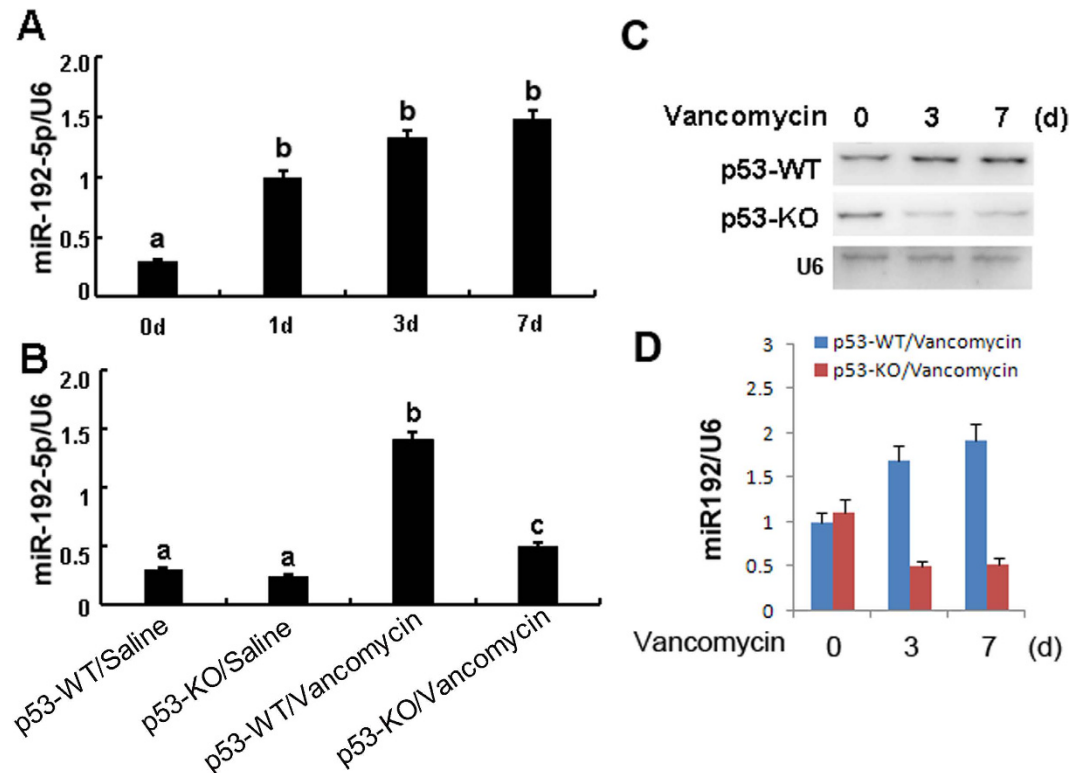 A
miR-192-5p/U6
2.0
1.5
1
0.5
0
a
b
b
b
0d 1d 3d 7d
B
miR-192-5p/U6
2.0
1.5
1
0.5
0
a
a
b
c
p53-WT/Saline
p53-KO/Saline
p53-WT/Vancomycin
p53-KO/Vancomycin
C
Vancomycin 0 3 7 (d)
p53-WT
p53-KO
U6
D
p53-WT/Vancomycin
p53-KO/Vancomycin
miR192/U6
3
2.5
2
1.5
1
0.5
0
Vancomycin 0 3 7 (d)